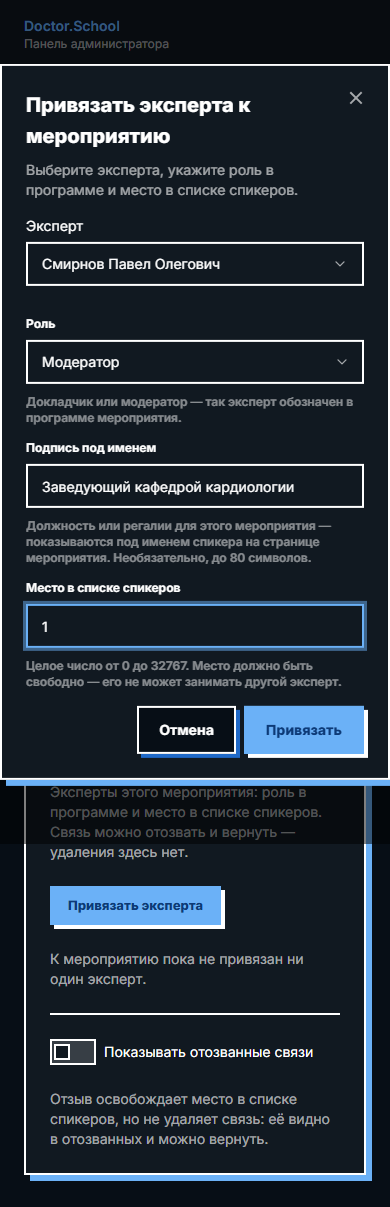 Doctor.School
Панель администратора
Привязать эксперта к
мероприятию
Выберите эксперта, укажите роль в
программе и место в списке спикеров.
Эксперт
Смирнов Павел Олегович
Роль
Модератор
Докладчик или модератор — так эксперт обозначен в
программе мероприятия.
Подпись под именем
Заведующий кафедрой кардиологии
Должность или регалии для этого мероприятия —
показываются под именем спикера на странице
мероприятия. Необязательно, до 80 символов.
Место в списке спикеров
1
Целое число от 0 до 32767. Место должно быть
свободно — его не может занимать другой эксперт.
Отмена
Привязать
Эксперты этого мероприятия: роль в
программе и место в списке спикеров.
Связь можно отозвать и вернуть —
удаления здесь нет.
Привязать эксперта
К мероприятию пока не привязан ни
один эксперт.
Показывать отозванные связи
Отзыв освобождает место в списке
спикеров, но не удаляет связь: её видно
в отозванных и можно вернуть.